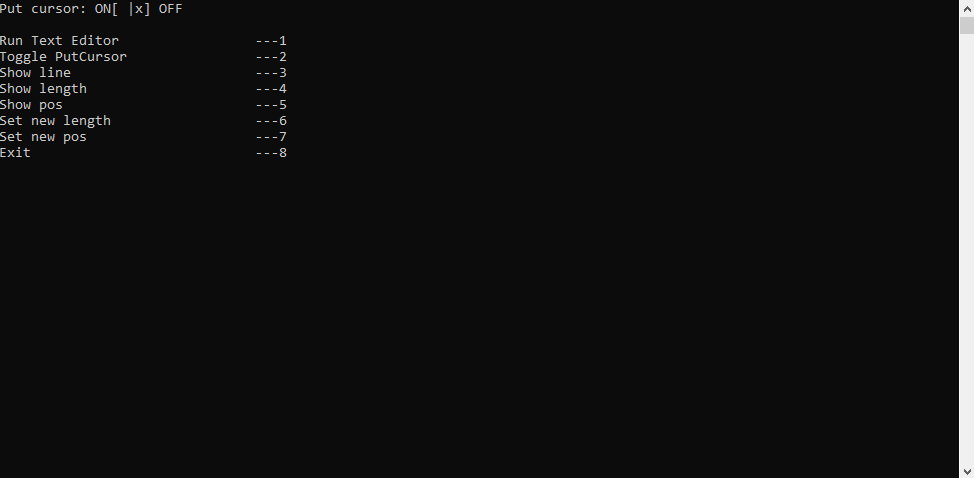 Put cursor: ON[ |x] OFF
Run Text Editor                 ---1
Toggle PutCursor                ---2
Show line                       ---3
Show length                     ---4
Show pos                        ---5
Set new length                  ---6
Set new pos                     ---7
Exit                            ---8